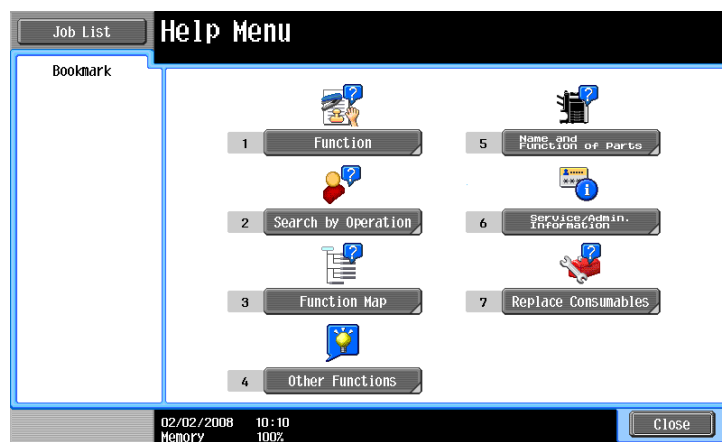 Job List
Help Menu
Bookmark
1 Function
2 Search by Operation
3 Function Map
4 Other Functions
5 Name and
Function of Parts
6 Service/Admin.
Information
7 Replace Consumables
02/02/2008 10:10
Memory 100%
Close